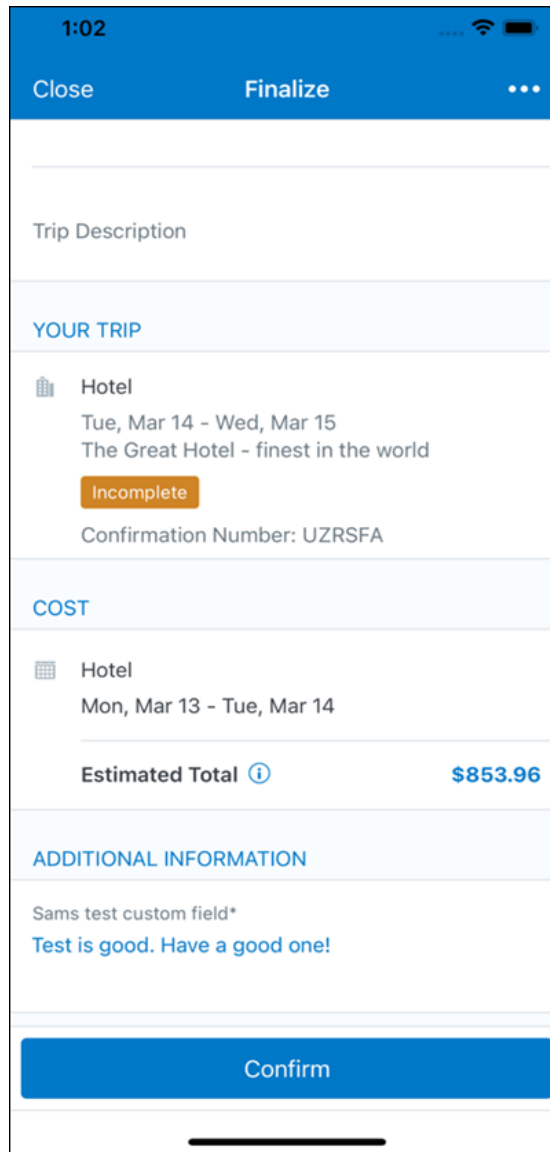 1:02
Close
Finalize
Trip Description
YOUR TRIP
Hotel
Tue, Mar 14 - Wed, Mar 15
The Great Hotel - finest in the world
Incomplete
Confirmation Number: UZRSFA
COST
Hotel
Mon, Mar 13 - Tue, Mar 14
Estimated Total
$853.96
ADDITIONAL INFORMATION
Sams test custom field*
Test is good. Have a good one!
Confirm